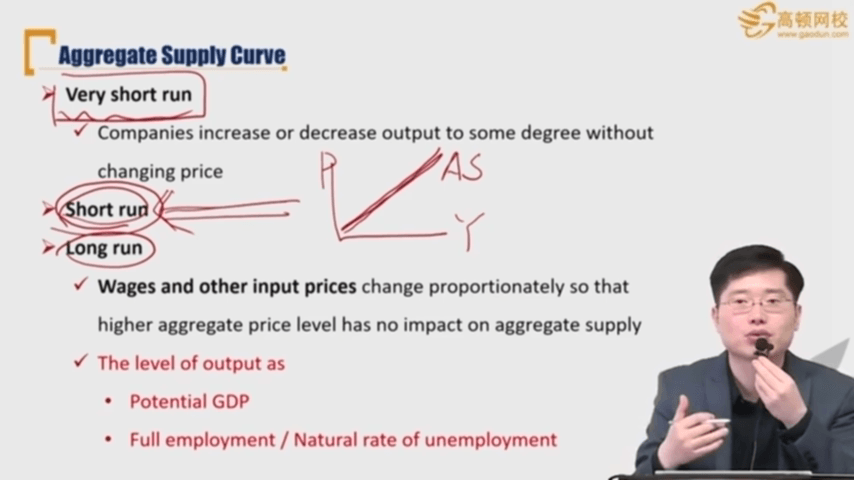 高顿网校
www.gaodun.com
Aggregate Supply Curve
Very short run
Companies increase or decrease output to some degree without
changing price
P
AS
Short run
Y
Long run
Wages and other input prices change proportionately so that
higher aggregate price level has no impact on aggregate supply
The level of output as
Potential GDP
Full employment / Natural rate of unemployment